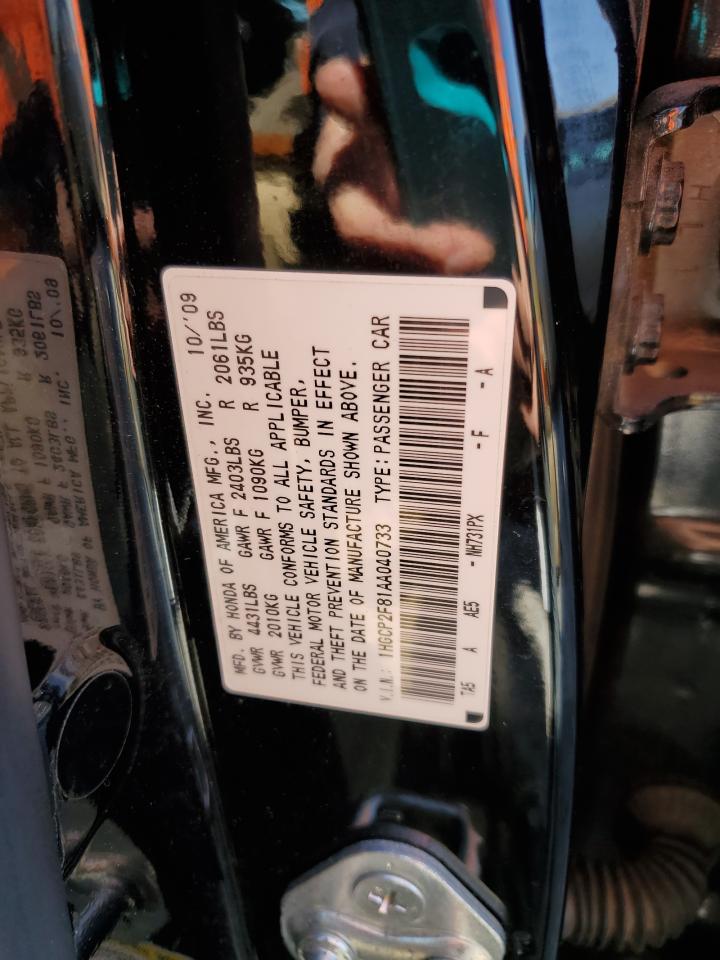 MFD. BY HONDA OF AMERICA MFG., INC. 10/'09
GVWR 4431LBS GAWR F 2403LBS R 2061LBS
GVWR 2010KG GAWR F 1090KG R 935KG
THIS VEHICLE CONFORMS TO ALL APPLICABLE
FEDERAL MOTOR VEHICLE SAFETY, BUMPER,
AND THEFT PREVENTION STANDARDS IN EFFECT
ON THE DATE OF MANUFACTURE SHOWN ABOVE.
V.I.N.: 1HGCP2F81AA040733 TYPE:PASSENGER CAR
TA5 A AE5 - NH731PX - F - A